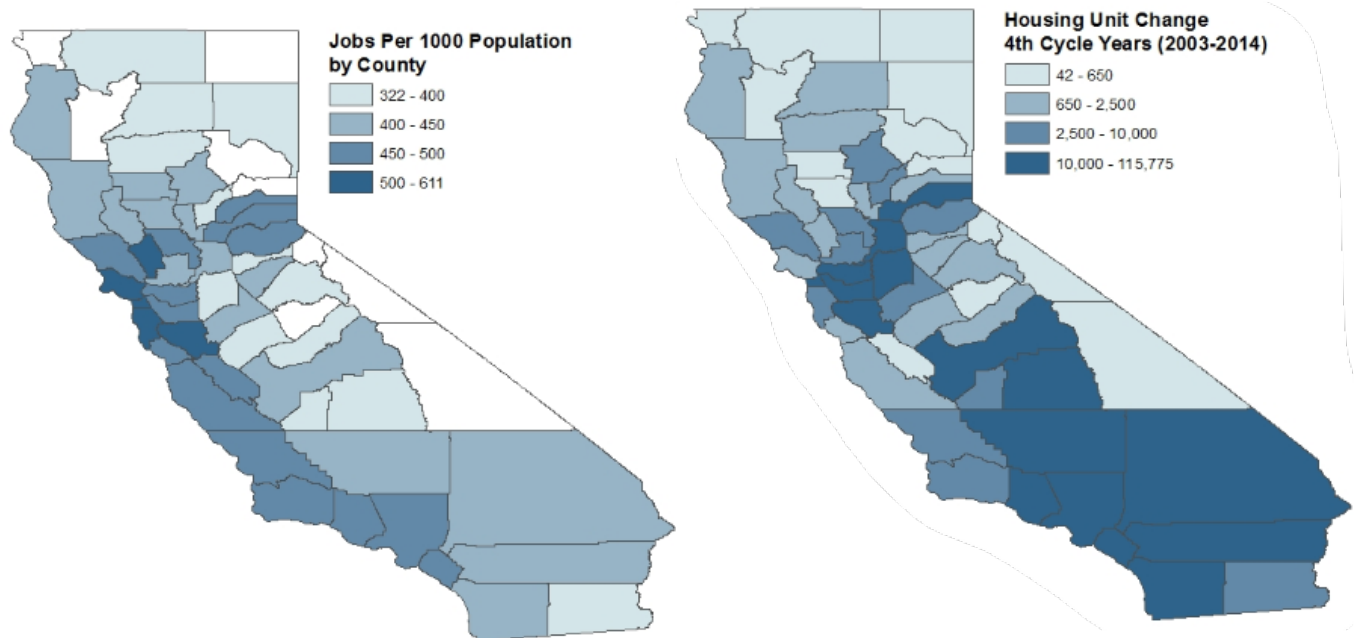 Jobs Per 1000 Population
by County
322 - 400
400 - 450
450 - 500
500 - 611
Housing Unit Change
4th Cycle Years (2003-2014)
42 - 650
650 - 2,500
2,500 - 10,000
10,000 - 115,775